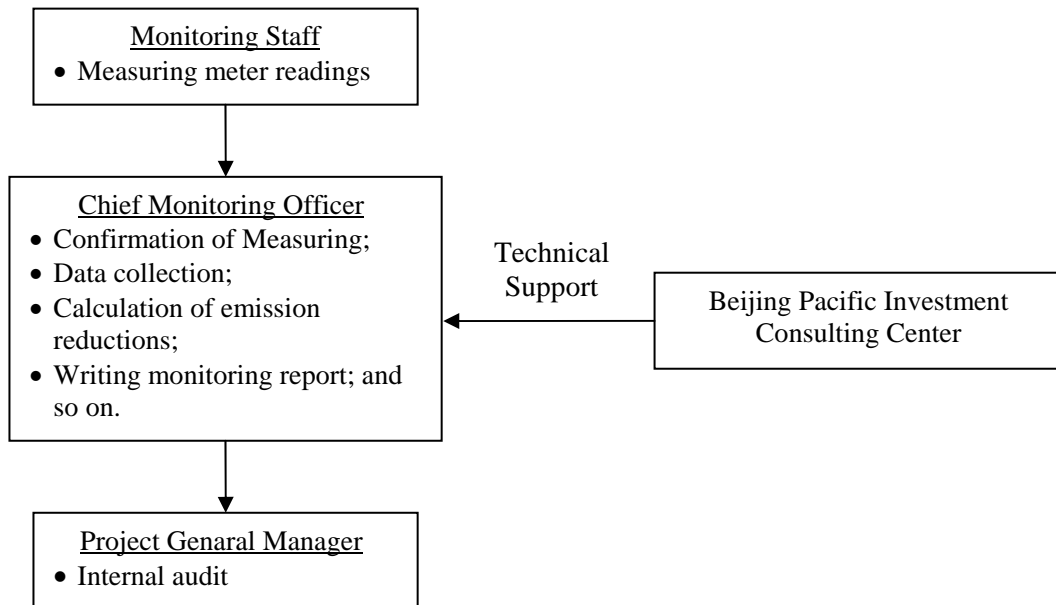 Monitoring Staff
• Measuring meter readings
Chief Monitoring Officer
• Confirmation of Measuring;
• Data collection;
• Calculation of emission
reductions;
• Writing monitoring report; and
so on.
Technical
Support
Beijing Pacific Investment
Consulting Center
Project Genaral Manager
• Internal audit